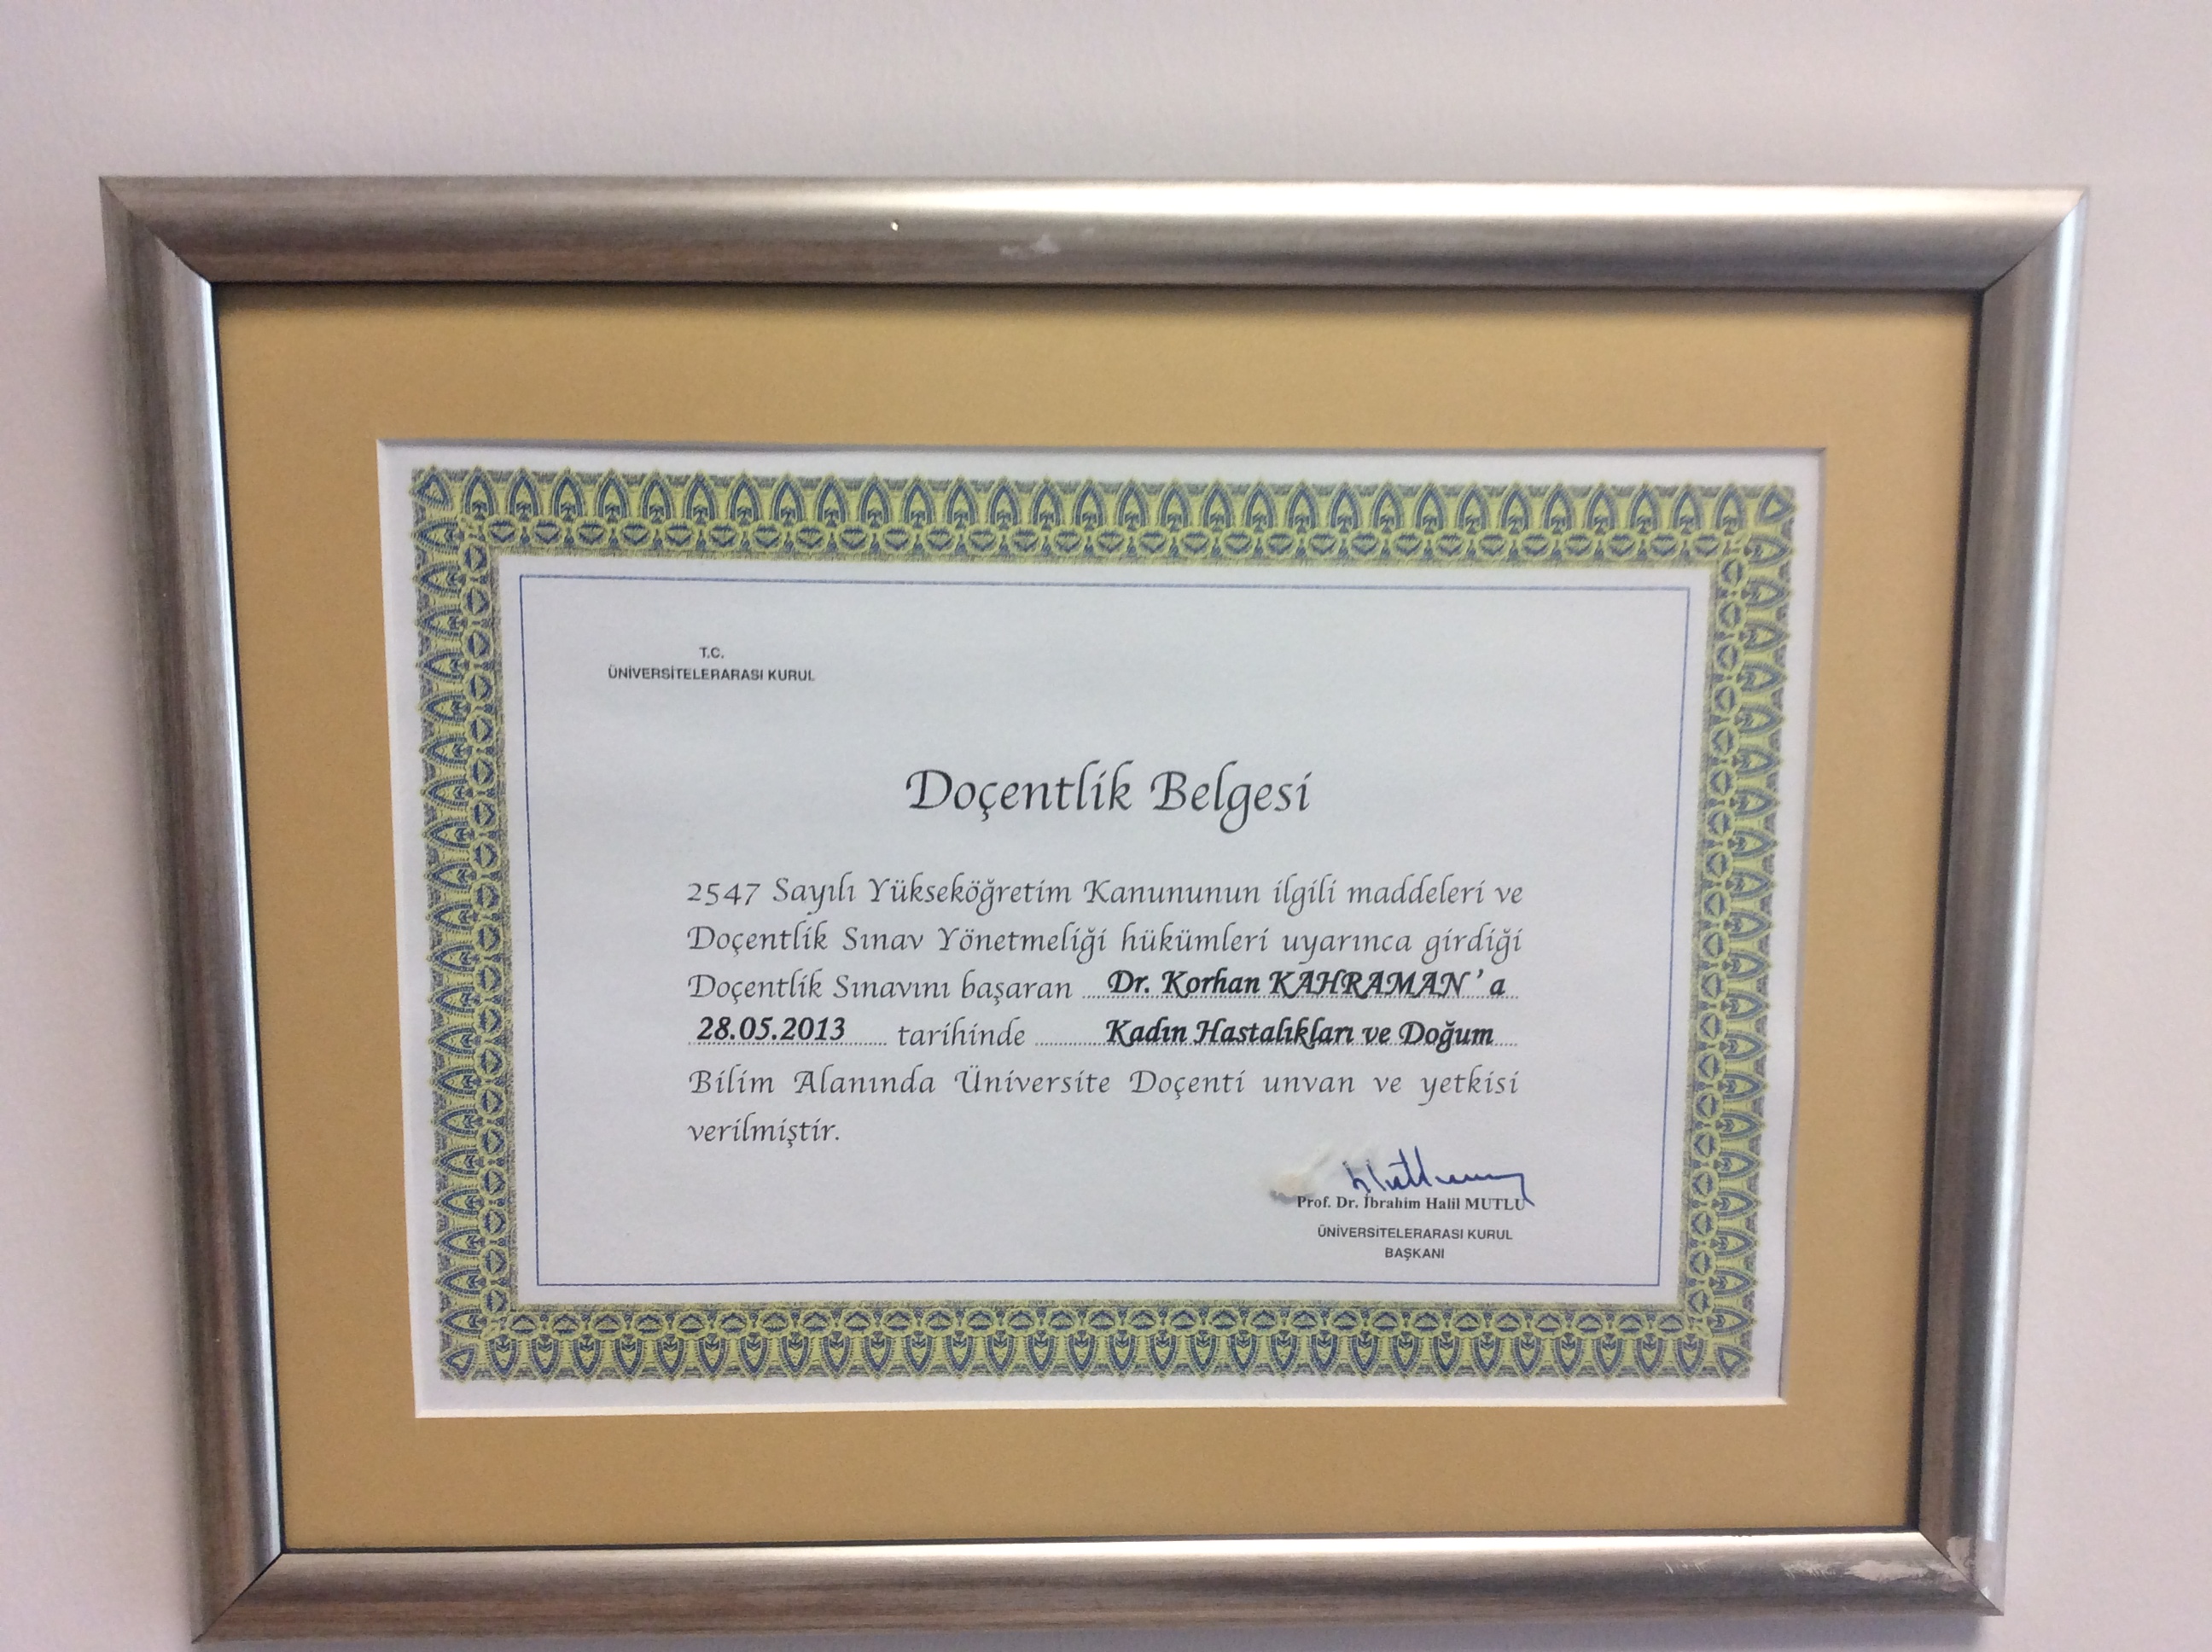 T.C.
ÜNİVERSİTELERARASI KURUL
Doçentlik Belgesi
2547 Sayılı Yükseköğretim Kanununun ilgili maddeleri ve
Doçentlik Sınav Yönetmeliği hükümleri uyarınca girdiği
Doçentlik Sınavını başaran Dr. Korhan KAHRAMAN'a
28.05.2013 tarihinde Kadın Hastalıkları ve Doğum
Bilim Alanında Üniversite Doçenti unvan ve yetkisi
verilmiştir.
Prof. Dr. İbrahim Halil MUTLU
ÜNİVERSİTELERARASI KURUL
BAŞKANI